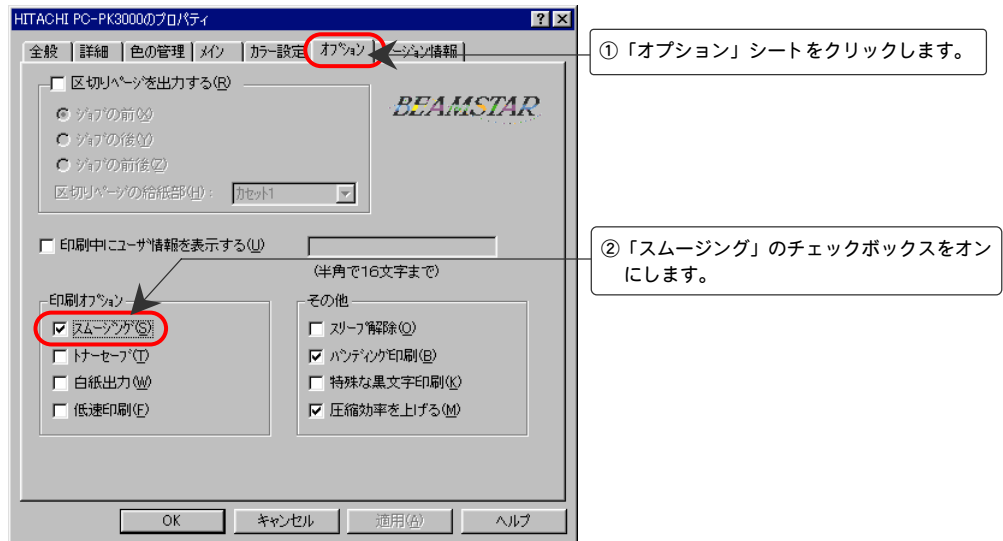 HITACHI PC-PK3000のプロパティ
全般 詳細 色の管理 メイン カラー設定 オプション ージョン情報
①「オプション」シートをクリックします。
区切りページを出力する(R)
BEAMSTAR
ジョブの前(X)
ジョブの後(Y)
ジョブの前後(Z)
区切りページの給紙部(H): カセット1
印刷中にユーザ情報を表示する(U)
(半角で16文字まで)
②「スムージング」のチェックボックスをオン
にします。
印刷オプション
スムージング(S)
トナーセーブ(T)
白紙出力(W)
低速印刷(F)
その他
スリープ解除(O)
バンディング印刷(B)
特殊な黒文字印刷(K)
圧縮効率を上げる(M)
OK キャンセル 適用(A) ヘルプ